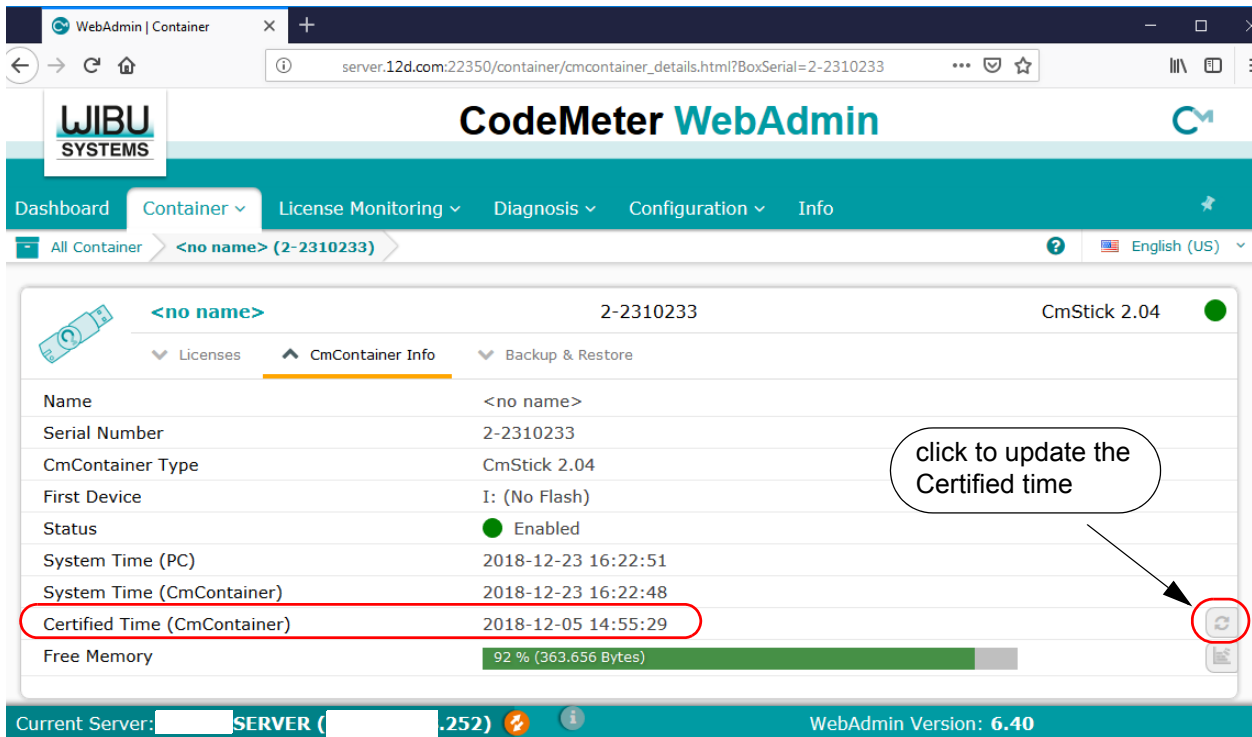 WebAdmin | Container
server.12d.com:22350/container/cmcontainer_details.html?BoxSerial=2-2310233
WIBU
SYSTEMS
CodeMeter WebAdmin
CM
Dashboard Container License Monitoring Diagnosis Configuration Info
All Container <no name> (2-2310233) ? English (US)
<no name> 2-2310233 CmStick 2.04
Licenses CmContainer Info Backup & Restore
Name <no name>
Serial Number 2-2310233
CmContainer Type CmStick 2.04
First Device I: (No Flash)
Status Enabled
System Time (PC) 2018-12-23 16:22:51
System Time (CmContainer) 2018-12-23 16:22:48
Certified Time (CmContainer) 2018-12-05 14:55:29
Free Memory 92 % (363.656 Bytes)
click to update the
Certified time
Current Server: SERVER ( .252) WebAdmin Version: 6.40